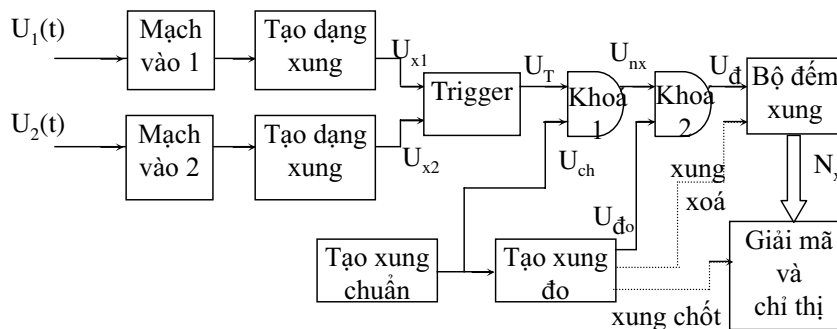 U1(t)
Mạch
vào 1
Tạo dạng
xung
Ux1
UT
Unx
Uđ
Trigger
Khoá
1
Khoá
2
Bộ đếm
xung
U2(t)
Mạch
vào 2
Tạo dạng
xung
Ux2
Uch
xung
xoá
Nx
Uđo
Tạo xung
chuẩn
Tạo xung
đo
xung chốt
Giải mã
và
chỉ thị